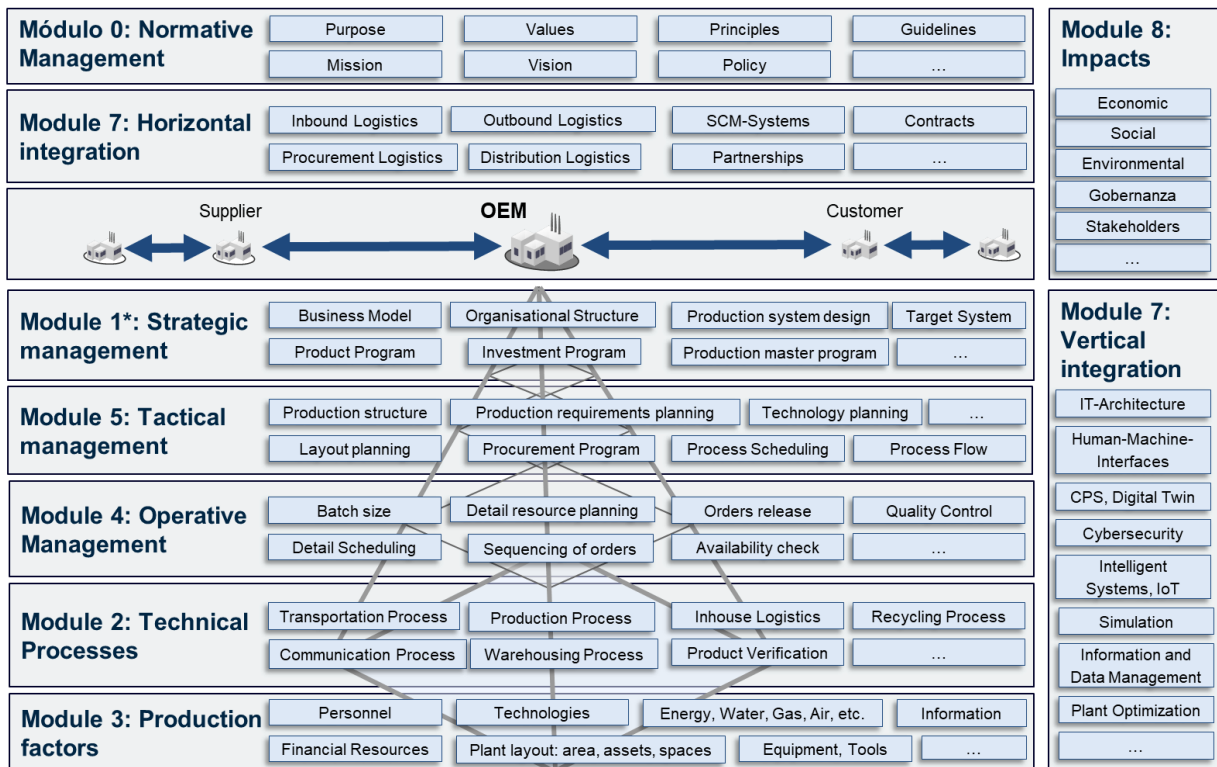 Módulo 0: Normative
Management
Purpose
Values
Principles
Guidelines
Mission
Vision
Policy
…
Module 7: Horizontal
integration
Inbound Logistics
Outbound Logistics
SCM-Systems
Contracts
Procurement Logistics
Distribution Logistics
Partnerships
…
Supplier
OEM
Customer
Module 1*: Strategic
management
Business Model
Organisational Structure
Production system design
Target System
Product Program
Investment Program
Production master program
…
Module 5: Tactical
management
Production structure
Production requirements planning
Technology planning
…
Layout planning
Procurement Program
Process Scheduling
Process Flow
Module 4: Operative
Management
Batch size
Detail resource planning
Orders release
Quality Control
Detail Scheduling
Sequencing of orders
Availability check
…
Module 2: Technical
Processes
Transportation Process
Production Process
Inhouse Logistics
Recycling Process
Communication Process
Warehousing Process
Product Verification
…
Module 3: Production
factors
Personnel
Technologies
Energy, Water, Gas, Air, etc.
Information
Financial Resources
Plant layout: area, assets, spaces
Equipment, Tools
…
Module 8:
Impacts
Economic
Social
Environmental
Gobernanza
Stakeholders
…
Module 7:
Vertical
integration
IT-Architecture
Human-Machine-
Interfaces
CPS, Digital Twin
Cybersecurity
Intelligent
Systems, IoT
Simulation
Information and
Data Management
Plant Optimization
…